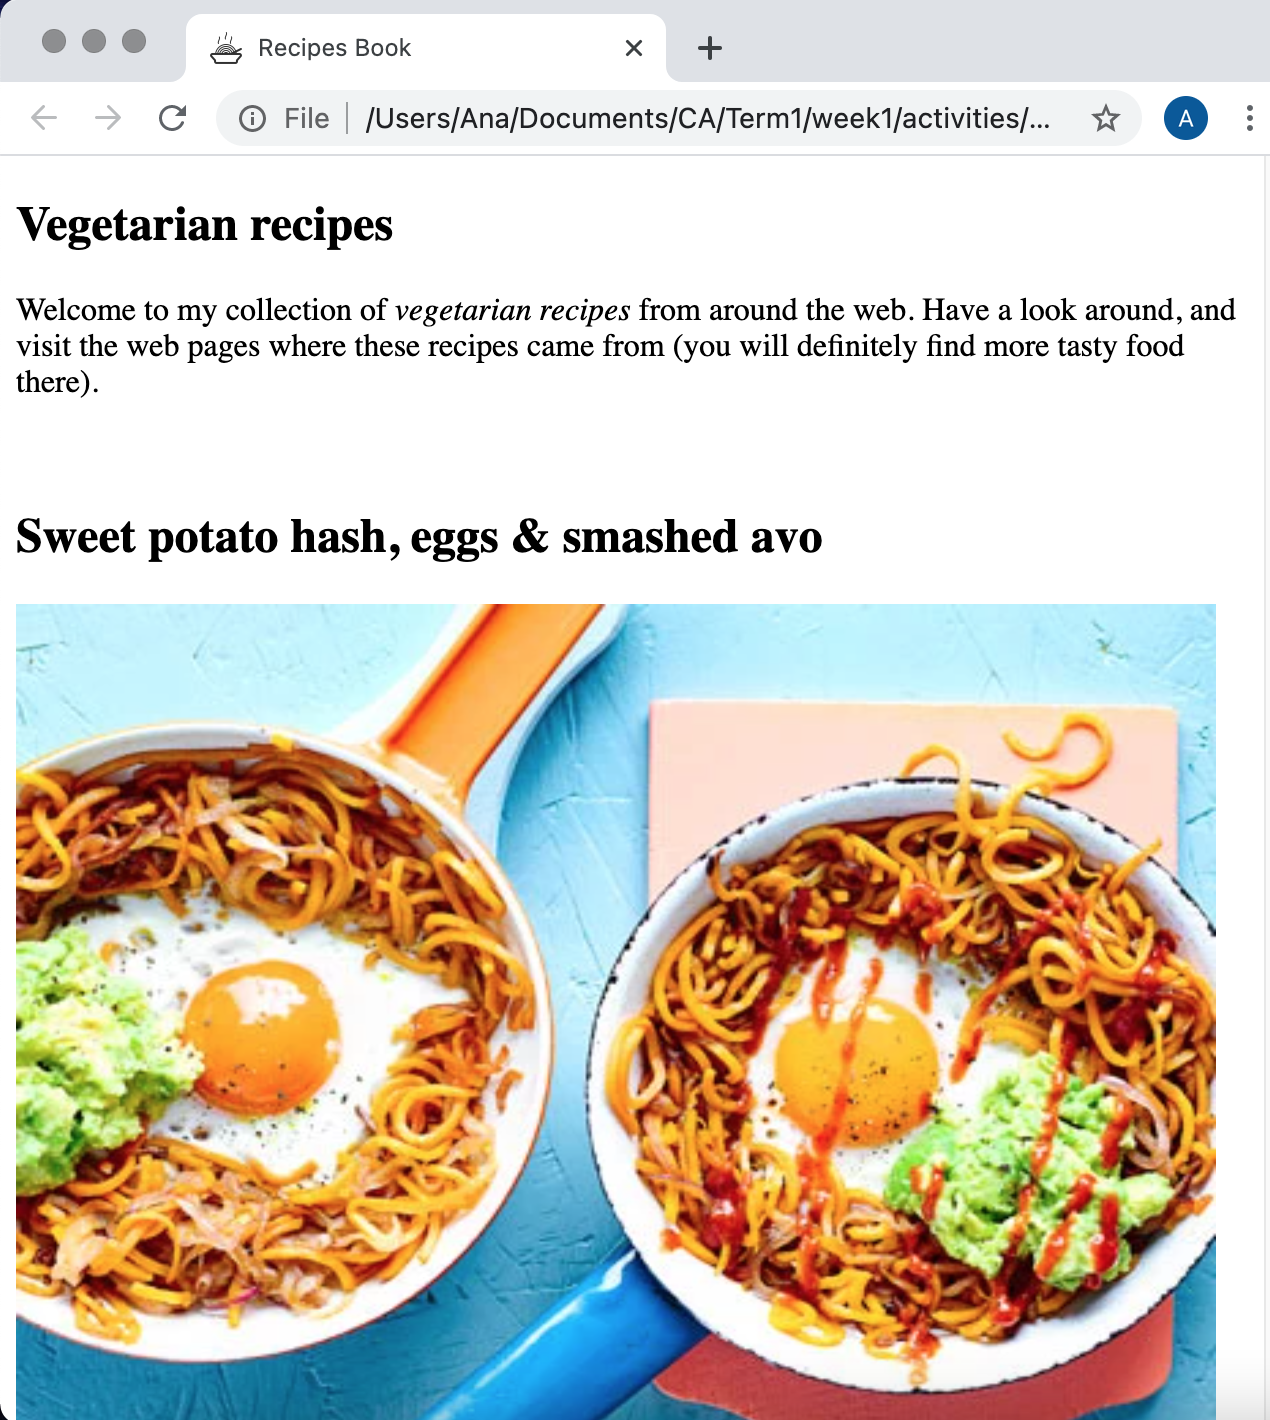 Recipes Book
File /Users/Ana/Documents/CA/Term1/week1/activities/...
A
Vegetarian recipes
Welcome to my collection of vegetarian recipes from around the web. Have a look around, and
visit the web pages where these recipes came from (you will definitely find more tasty food
there).
Sweet potato hash, eggs & smashed avo